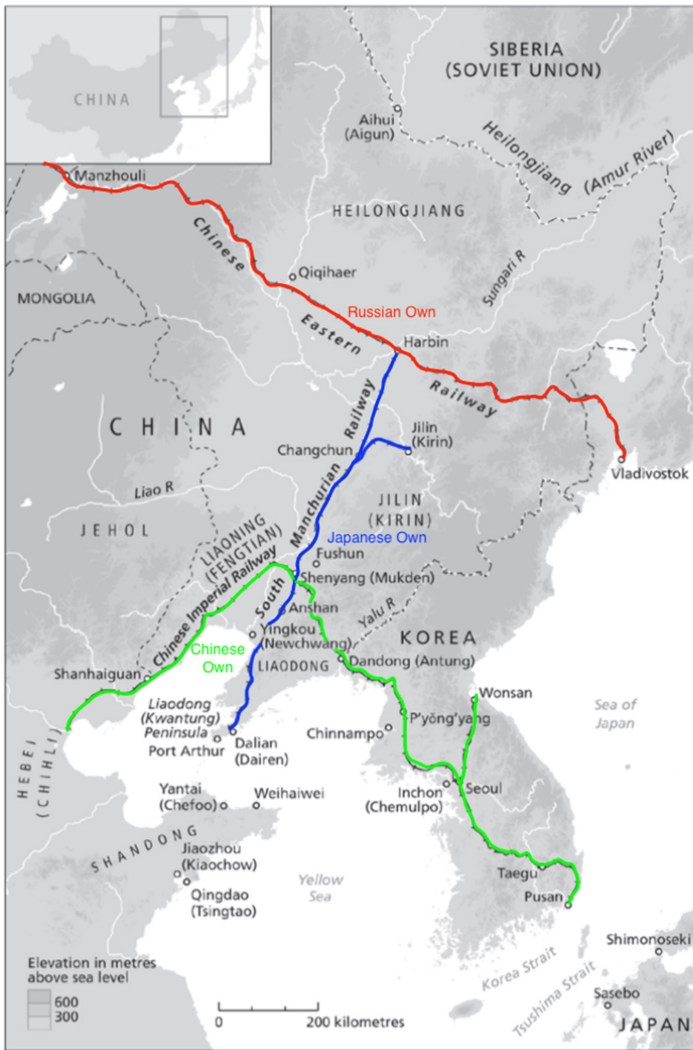 CHINA
SIBERIA
(SOVIET UNION)
Aihui
(Aigun)
Heilongjiang
(Amur River)
Manzhouli
HEILONGJIANG
Chinese
Qiqihaer
Sungari R
MONGOLIA
Russian Own
Eastern
Harbin
Railway
CHINA
Railway
Jilin
(Kirin)
Changchun
Vladivostok
Liao R
Manchurian
JILIN
(KIRIN)
JEHOL
LIAONING
(FENGTIAN)
Japanese Own
Fushun
Chinese Imperial Railway
Shenyang (Mukden)
South
Anshan
Yalu R
Yingkou
(Newchwang)
KOREA
Chinese
Own
Shanhaiguan
LIAODONG
Dandong (Antung)
Wonsan
Liaodong
(Kwantung)
Peninsula
Port Arthur
P'yŏng'yang
Sea of
Japan
Chinnampo
Dalian
(Dairen)
HEBEI
(CHIHLI)
Yantai
(Chefoo)
Weihaiwei
Inchon
(Chemulpo)
Seoul
SHANDONG
Jiaozhou
(Kiaochow)
Taegu
Qingdao
(Tsingtao)
Yellow
Sea
Pusan
Shimonoseki
Elevation in metres
above sea level
600
300
Korea Strait
Tsushima Strait
Sasebo
0
200 kilometres
JAPAN